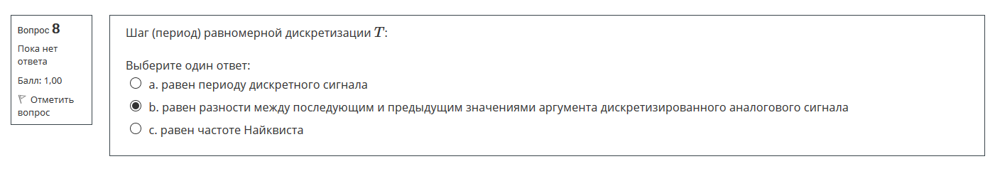 Вопрос 8
Пока нет
ответа
Балл: 1,00
Отметить
вопрос
Шаг (период) равномерной дискретизации T:
Выберите один ответ:
a. равен периоду дискретного сигнала
b. равен разности между последующим и предыдущим значениями аргумента дискретизированного аналогового сигнала
c. равен частоте Найквиста